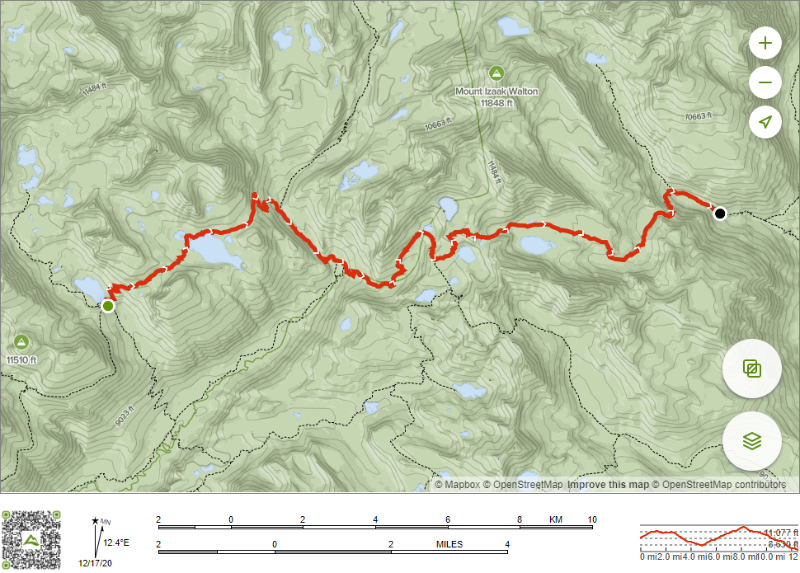 11484 ft
Mount Izaak Walton
11848 ft
10663 ft
10663 ft
11484 ft
11510 ft
9023 ft
© Mapbox © OpenStreetMap Improve this map © OpenStreetMap contributors
MN
12.4°E
12/17/20
2 0 2 4 6 8 KM 10
2 0 2 MILES 4
11,077 ft
8,630 ft
0 mi 2.0 mi 4.0 mi 6.0 mi 8.0 mi 10.0 mi 12